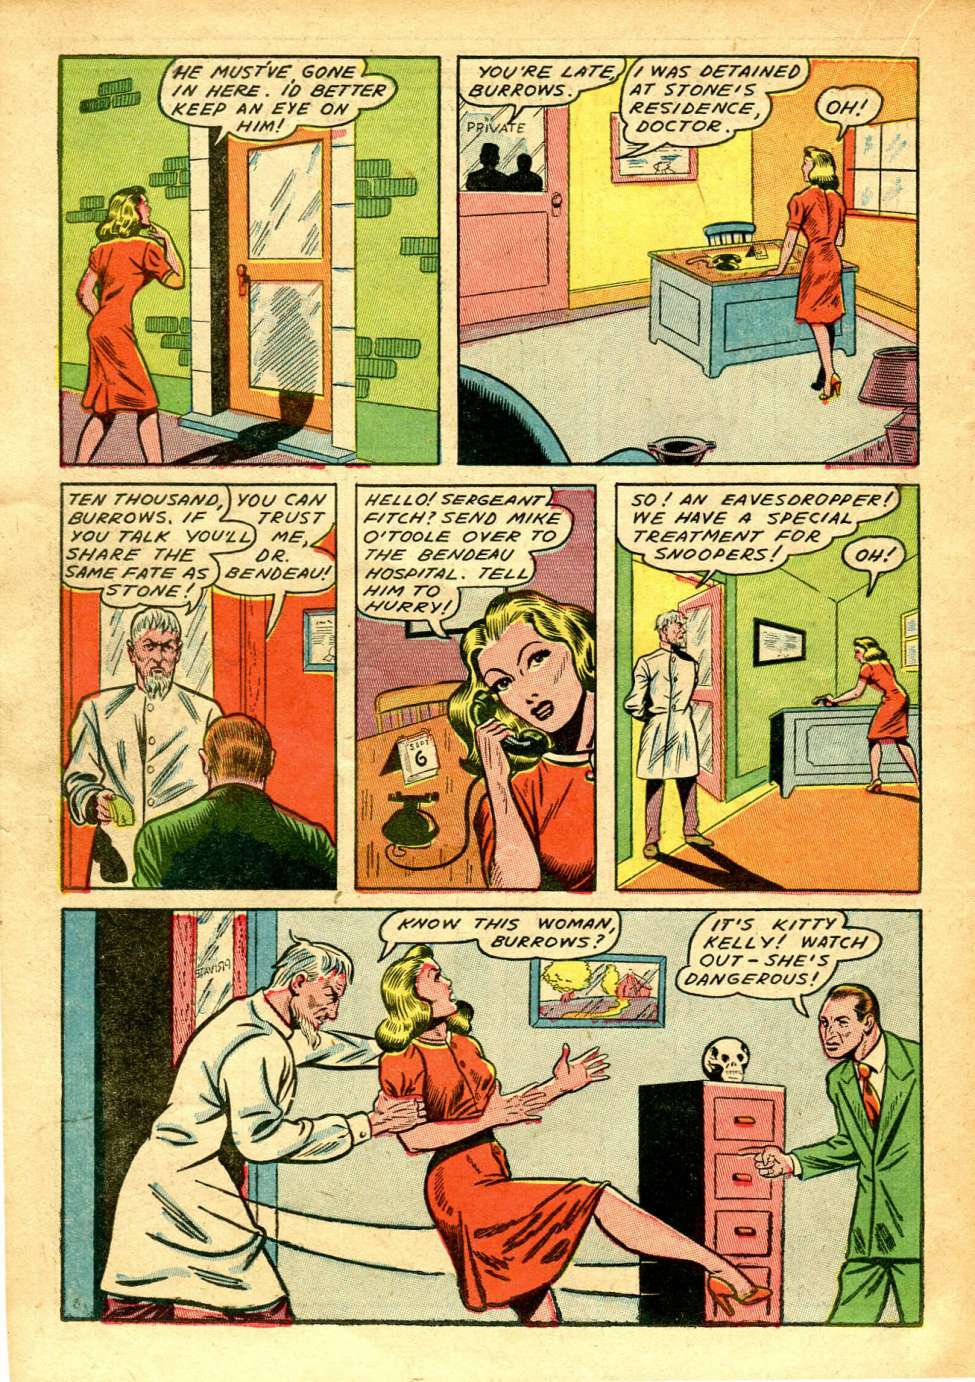 HE MUST'VE GONE
IN HERE. I'D BETTER
KEEP AN EYE ON
HIM!
YOU'RE LATE,
BURROWS.
I WAS DETAINED
AT STONE'S
RESIDENCE,
DOCTOR.
OH!
PRIVATE
TEN THOUSAND,
BURROWS. IF
YOU TALK YOU'LL
SHARE THE
SAME FATE AS
STONE!
YOU CAN
TRUST
ME,
DR.
BENDEAU!
HELLO! SERGEANT
FITCH? SEND MIKE
O'TOOLE OVER TO
THE BENDEAU
HOSPITAL. TELL
HIM TO
HURRY!
SEPT
6
SO! AN EAVESDROPPER!
WE HAVE A SPECIAL
TREATMENT FOR
SNOOPERS!
OH!
KNOW THIS WOMAN,
BURROWS?
IT'S KITTY
KELLY! WATCH
OUT-SHE'S
DANGEROUS!
PRIVATE